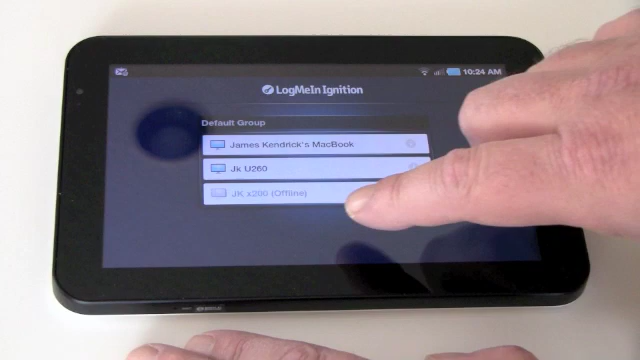 10:24 AM
LogMeIn Ignition
Default Group
James Kendrick's MacBook
Jk U260
JK x200 (Offline)